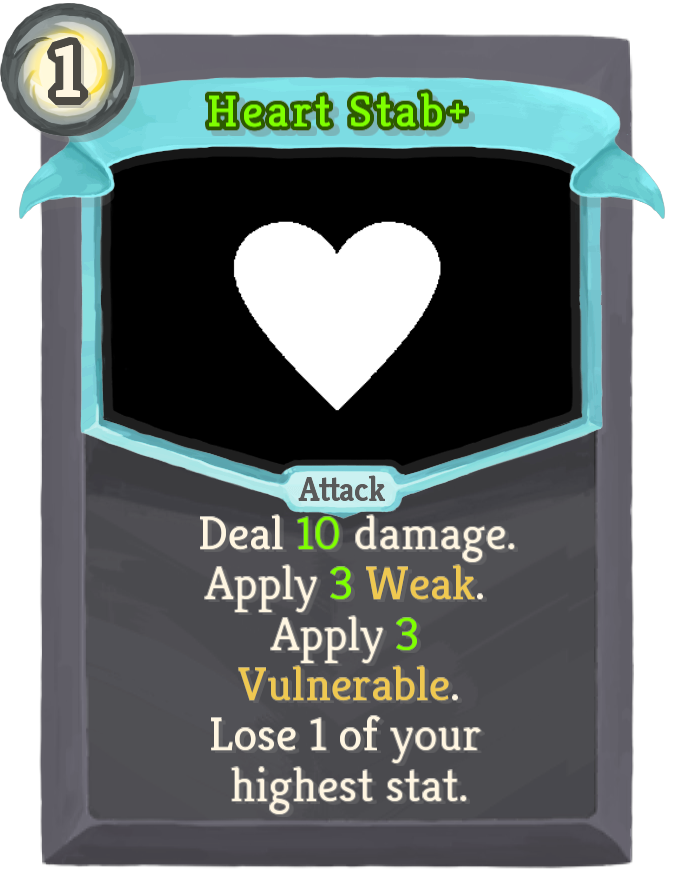 1
Heart Stab+
Attack
Deal 10 damage.
Apply 3 Weak.
Apply 3
Vulnerable.
Lose 1 of your
highest stat.